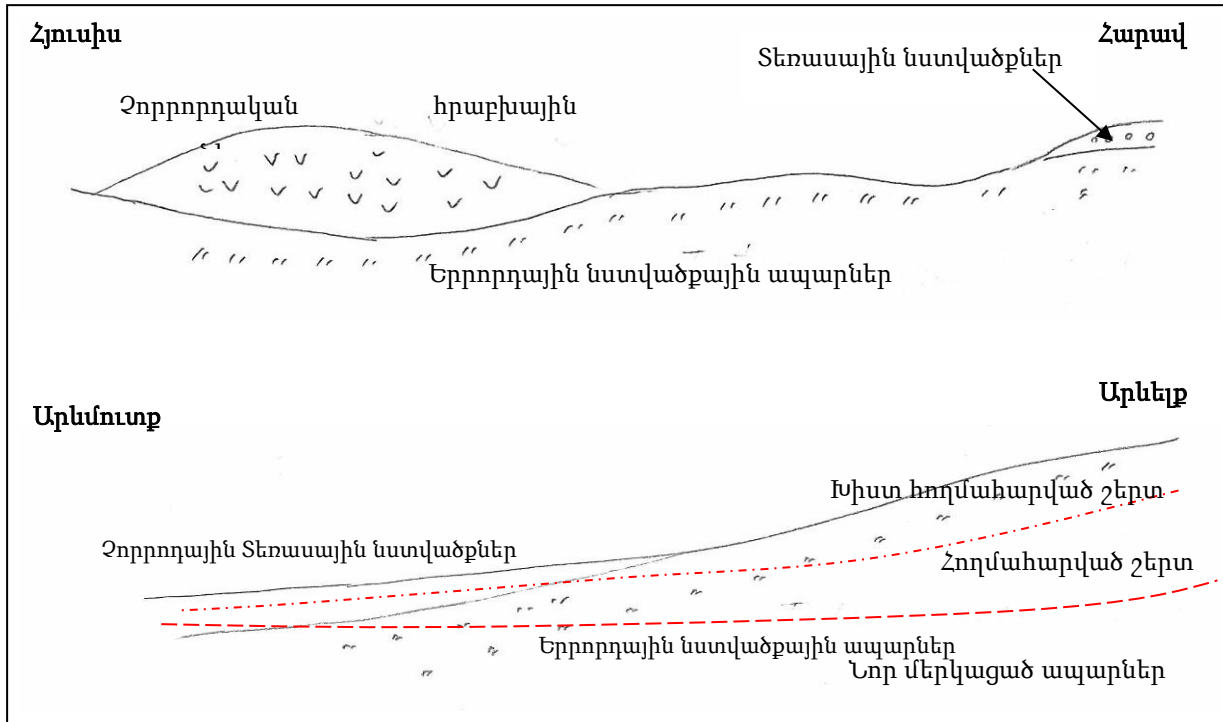 Հյուսիս Հարավ
Տեռասային նստվածքներ
Չորրորդական հրաբխային
Երրորդային նստվածքային ապարներ
Արևմուտք Արևելք
Խիստ հողմահարված շերտ
Չորրոդային Տեռասային նստվածքներ
Հողմահարված շերտ
Երրորդային նստվածքային ապարներ
Նոր մերկացած ապարներ